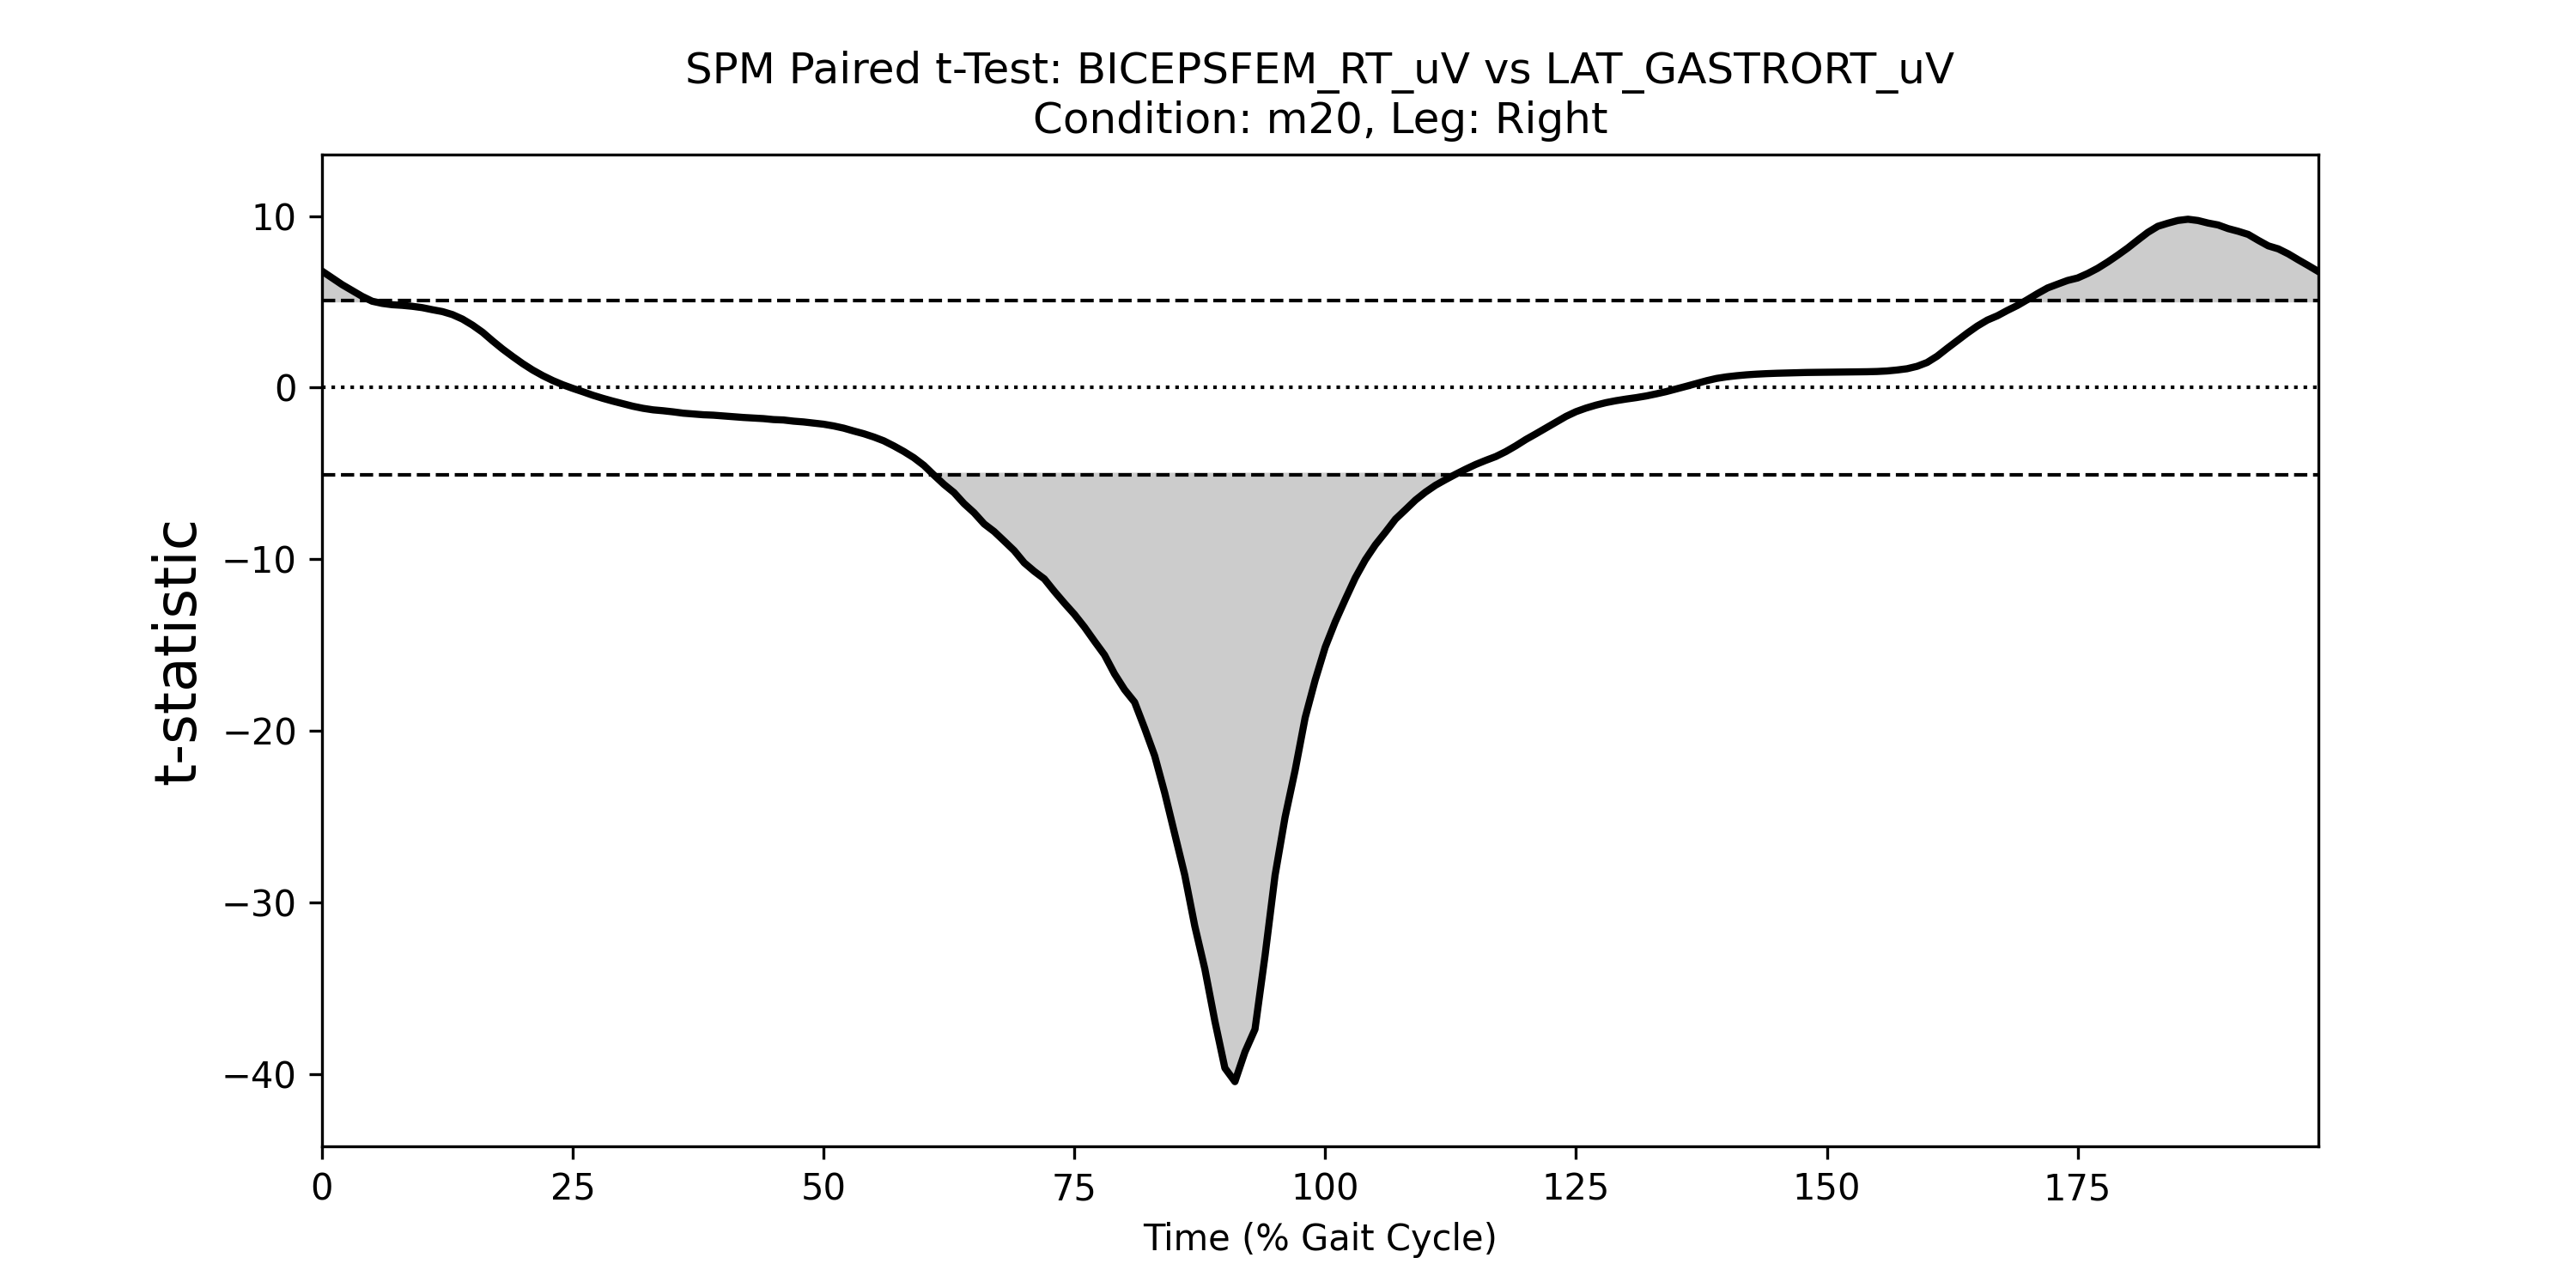 SPM Paired t-Test: BICEPSFEM_RT_uV vs LAT_GASTRORT_uV
Condition: m20, Leg: Right
t-statistic
10
0
−10
−20
−30
−40
0 25 50 75 100 125 150 175
Time (% Gait Cycle)